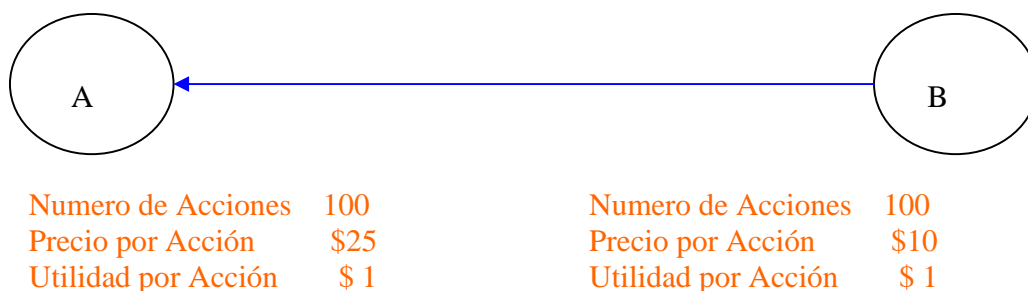 A B
Numero de Acciones 100 Numero de Acciones 100
Precio por Acción $25 Precio por Acción $10
Utilidad por Acción $ 1 Utilidad por Acción $ 1